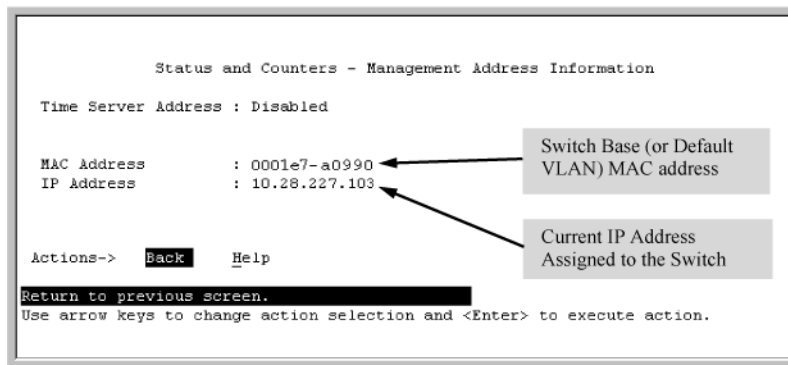 Status and Counters - Management Address Information
Time Server Address : Disabled
MAC Address : 0001e7-a0990
IP Address : 10.28.227.103
Switch Base (or Default
VLAN) MAC address
Current IP Address
Assigned to the Switch
Actions-> Back Help
Return to previous screen.
Use arrow keys to change action selection and <Enter> to execute action.